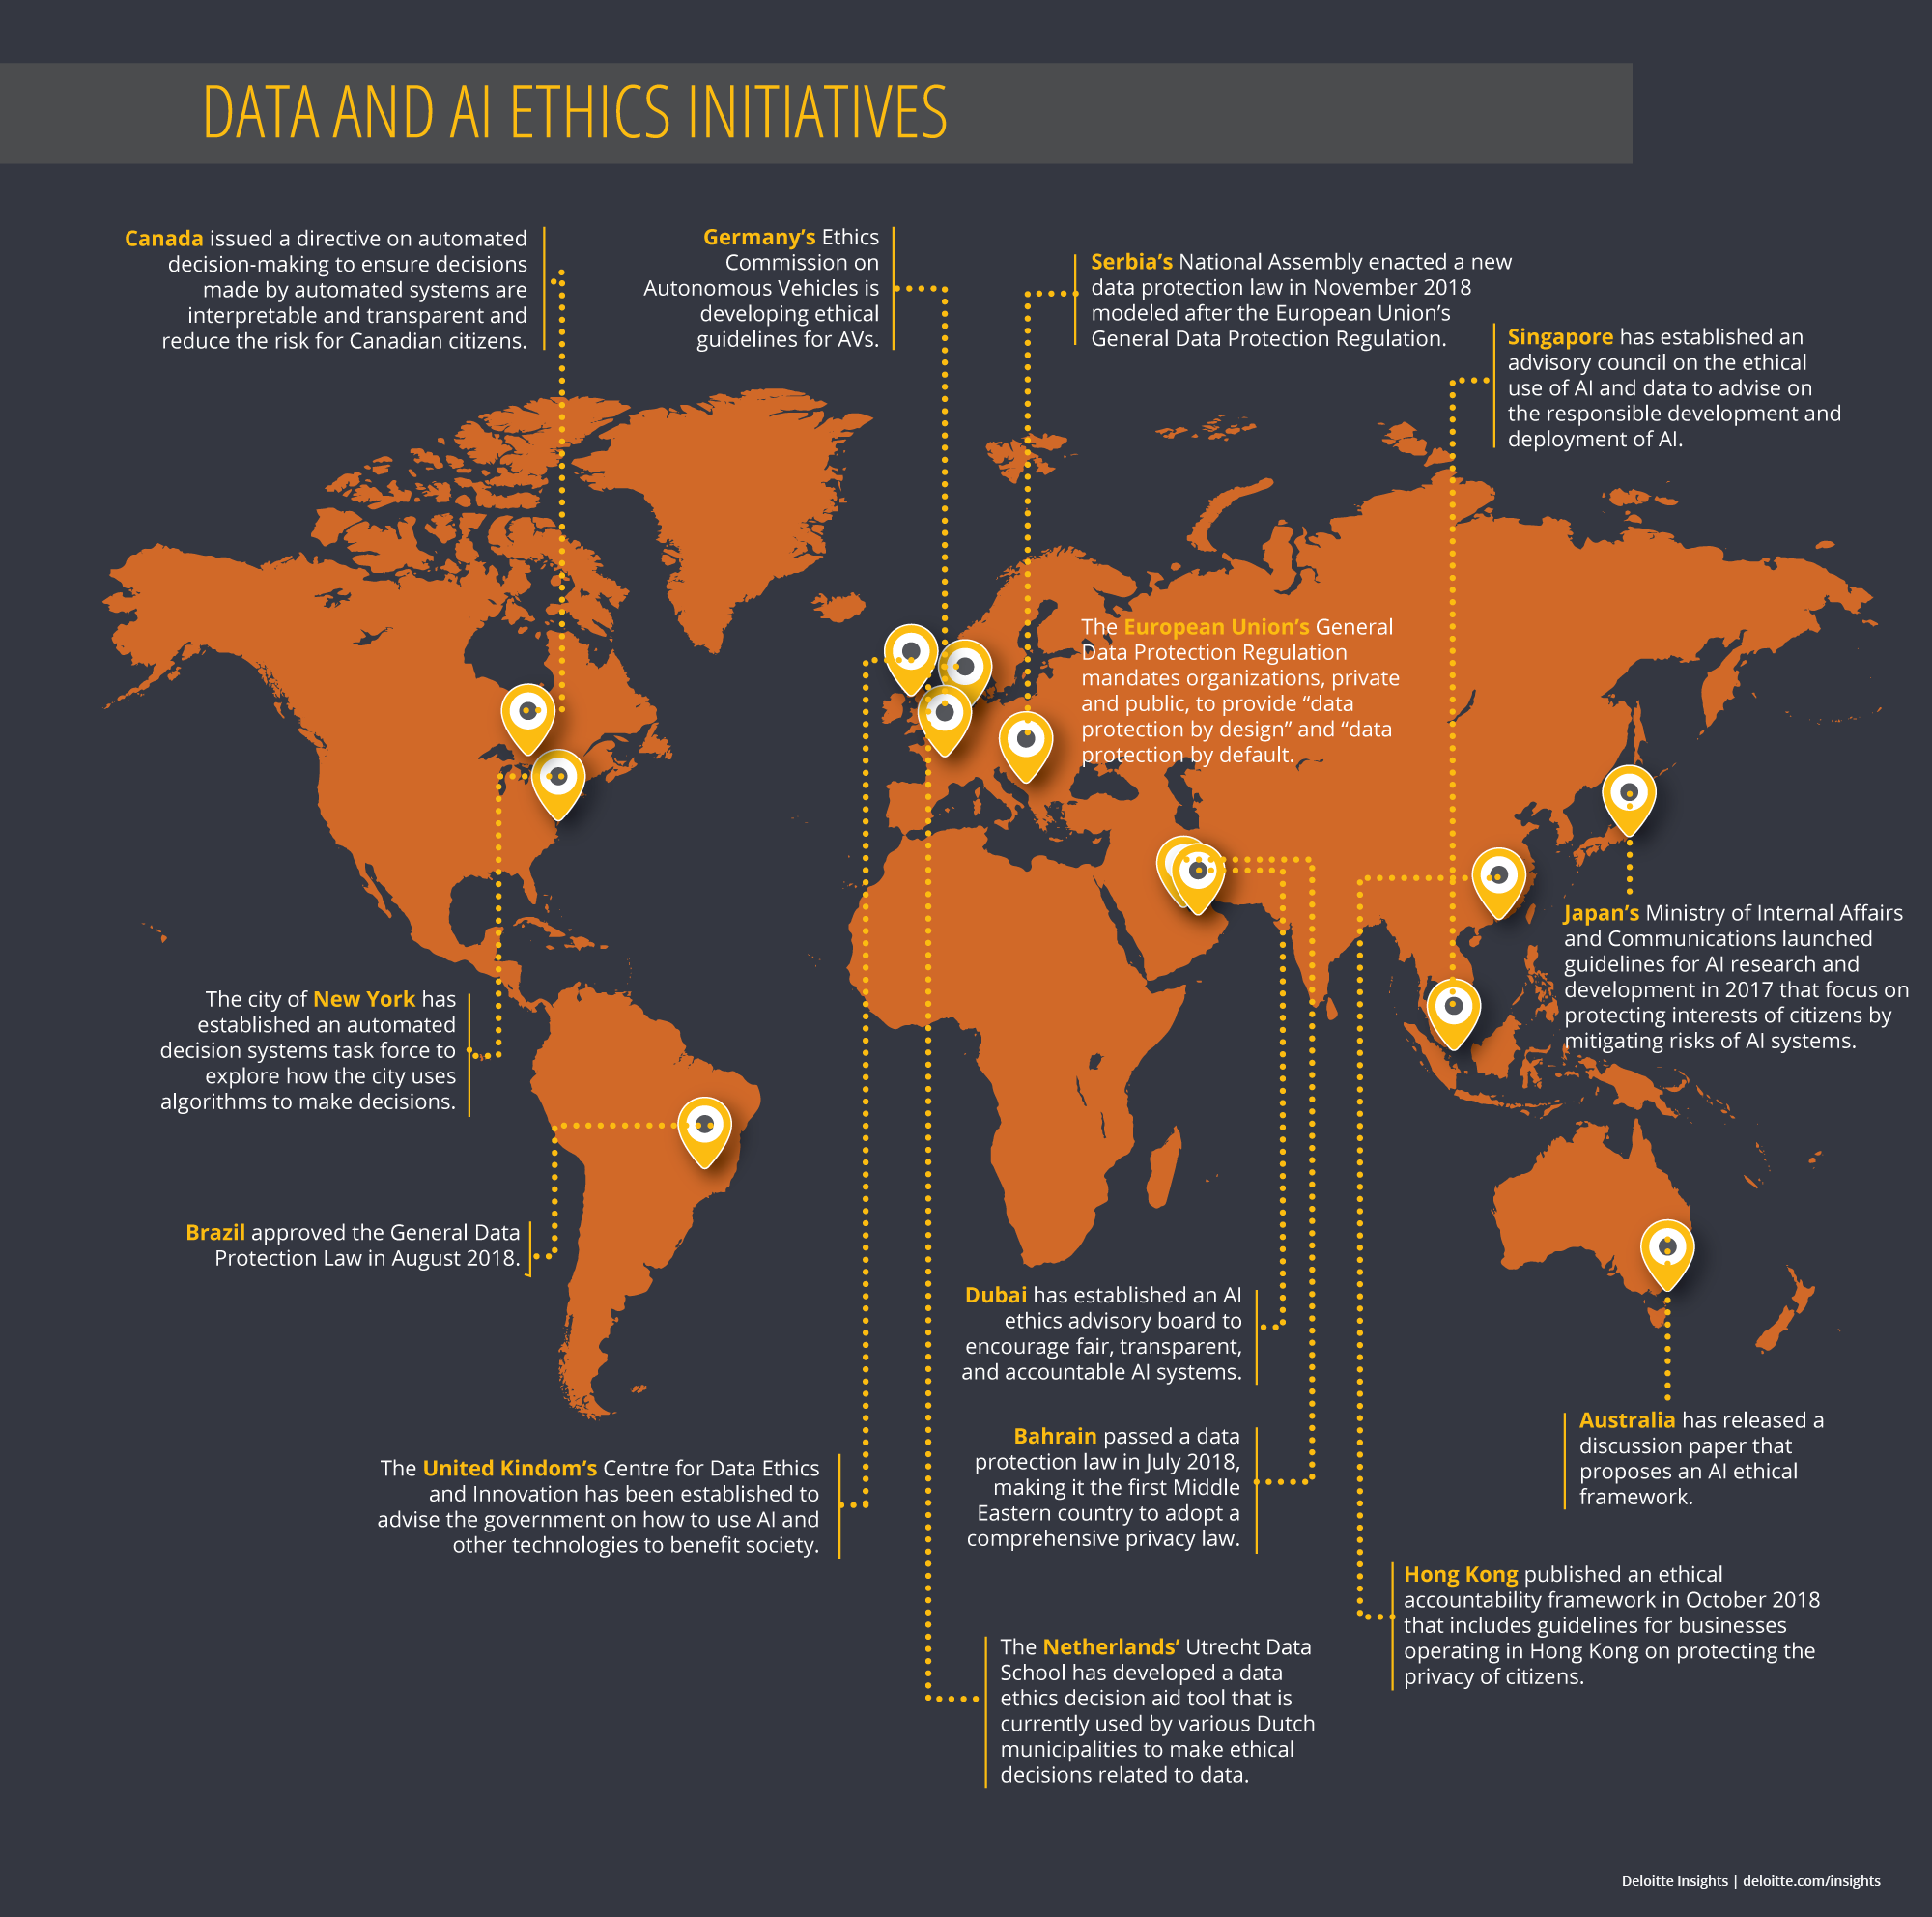 DATA AND AI ETHICS INITIATIVES
Canada issued a directive on automated
decision-making to ensure decisions
made by automated systems are
interpretable and transparent and
reduce the risk for Canadian citizens.
Germany’s Ethics
Commission on
Autonomous Vehicles is
developing ethical
guidelines for AVs.
Serbia’s National Assembly enacted a new
data protection law in November 2018
modeled after the European Union’s
General Data Protection Regulation.
Singapore has established an
advisory council on the ethical
use of AI and data to advise on
the responsible development and
deployment of AI.
The European Union’s General
Data Protection Regulation
mandates organizations, private
and public, to provide “data
protection by design” and “data
protection by default.
Japan’s Ministry of Internal Affairs
and Communications launched
guidelines for AI research and
development in 2017 that focus on
protecting interests of citizens by
mitigating risks of AI systems.
The city of New York has
established an automated
decision systems task force to
explore how the city uses
algorithms to make decisions.
Brazil approved the General Data
Protection Law in August 2018.
Dubai has established an AI
ethics advisory board to
encourage fair, transparent,
and accountable AI systems.
Australia has released a
discussion paper that
proposes an AI ethical
framework.
Bahrain passed a data
protection law in July 2018,
making it the first Middle
Eastern country to adopt a
comprehensive privacy law.
The United Kindom’s Centre for Data Ethics
and Innovation has been established to
advise the government on how to use AI and
other technologies to benefit society.
Hong Kong published an ethical
accountability framework in October 2018
that includes guidelines for businesses
operating in Hong Kong on protecting the
privacy of citizens.
The Netherlands’ Utrecht Data
School has developed a data
ethics decision aid tool that is
currently used by various Dutch
municipalities to make ethical
decisions related to data.
Deloitte Insights | deloitte.com/insights